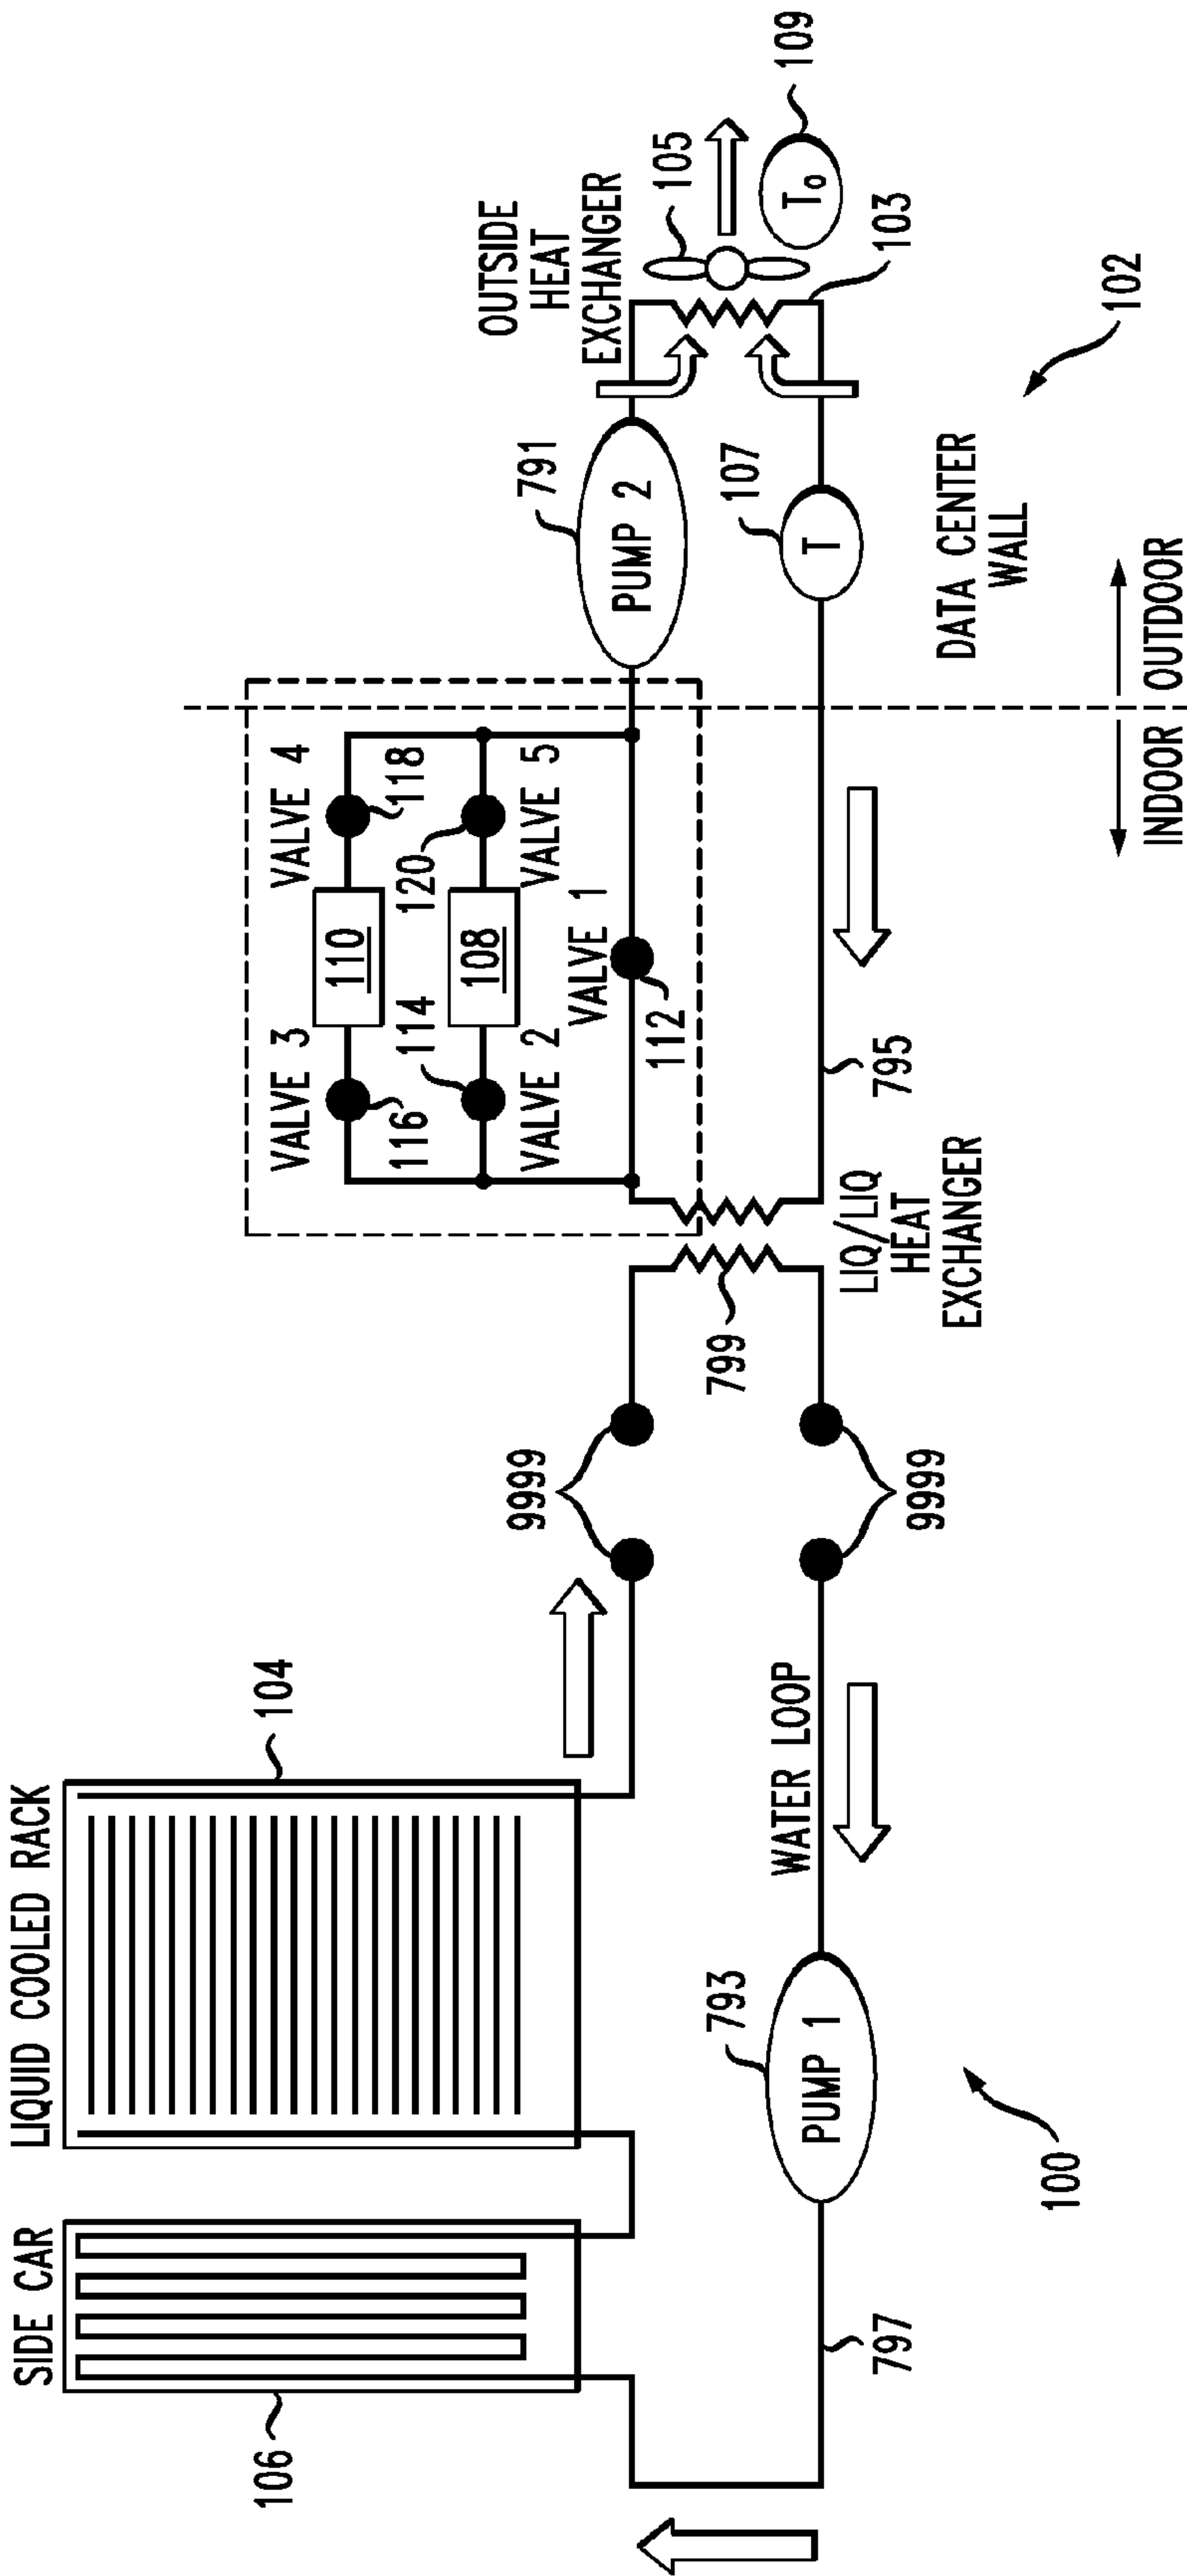 SIDE CAR
106
LIQUID COOLED RACK
104
9999
9999
799
LIQ/LIQ
HEAT
EXCHANGER
WATER LOOP
793
PUMP 1
797
100
VALVE 3
116
110
VALVE 4
118
114
VALVE 2
108
120
VALVE 5
VALVE 1
112
795
791
PUMP 2
107
T
OUTSIDE
HEAT
EXCHANGER
105
T₀
109
103
102
DATA CENTER
WALL
INDOOR
OUTDOOR